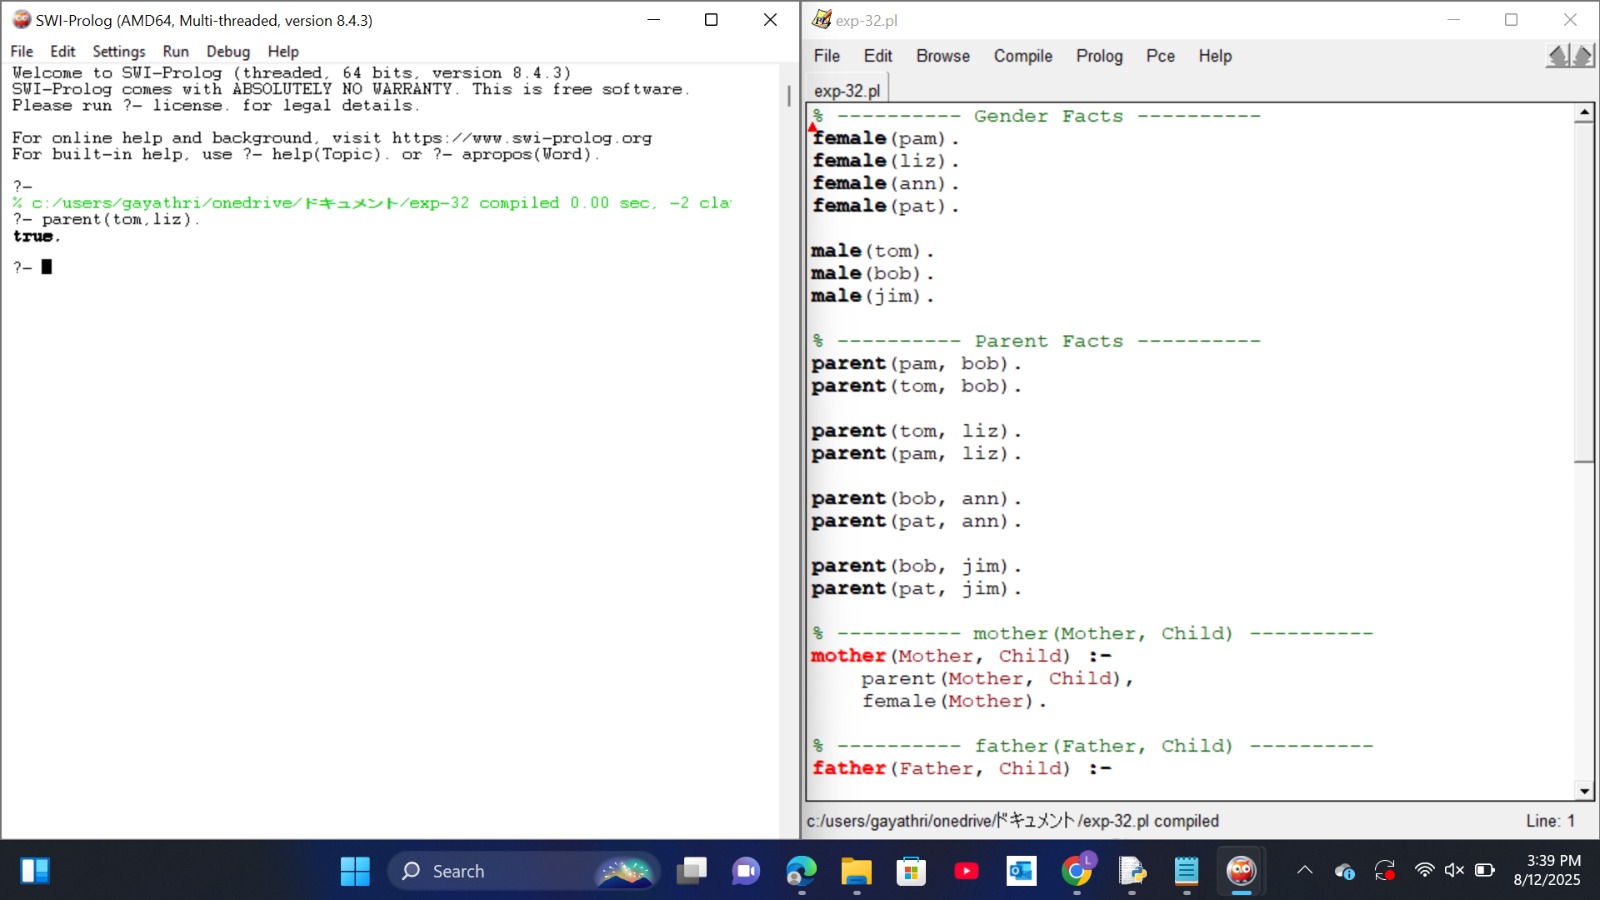 SWI-Prolog (AMD64, Multi-threaded, version 8.4.3)
File Edit Settings Run Debug Help
Welcome to SWI-Prolog (threaded, 64 bits, version 8.4.3)
SWI-Prolog comes with ABSOLUTELY NO WARRANTY. This is free software.
Please run ?- license. for legal details.
For online help and background, visit https://www.swi-prolog.org
For built-in help, use ?- help(Topic). or ?- apropos(Word).
?-
% c:/users/gayathri/onedrive/ドキュメント/exp-32 compiled 0.00 sec, -2 cla
?- parent(tom,liz).
true.
?-
exp-32.pl
File Edit Browse Compile Prolog Pce Help
exp-32.pl
% ---------- Gender Facts ----------
female(pam).
female(liz).
female(ann).
female(pat).
male(tom).
male(bob).
male(jim).
% ---------- Parent Facts ----------
parent(pam, bob).
parent(tom, bob).
parent(tom, liz).
parent(pam, liz).
parent(bob, ann).
parent(pat, ann).
parent(bob, jim).
parent(pat, jim).
% ---------- mother(Mother, Child) ----------
mother(Mother, Child) :-
parent(Mother, Child),
female(Mother).
% ---------- father(Father, Child) ----------
father(Father, Child) :-
c:/users/gayathri/onedrive/ドキュメント/exp-32.pl compiled
Line: 1
Search
L
3:39 PM
8/12/2025